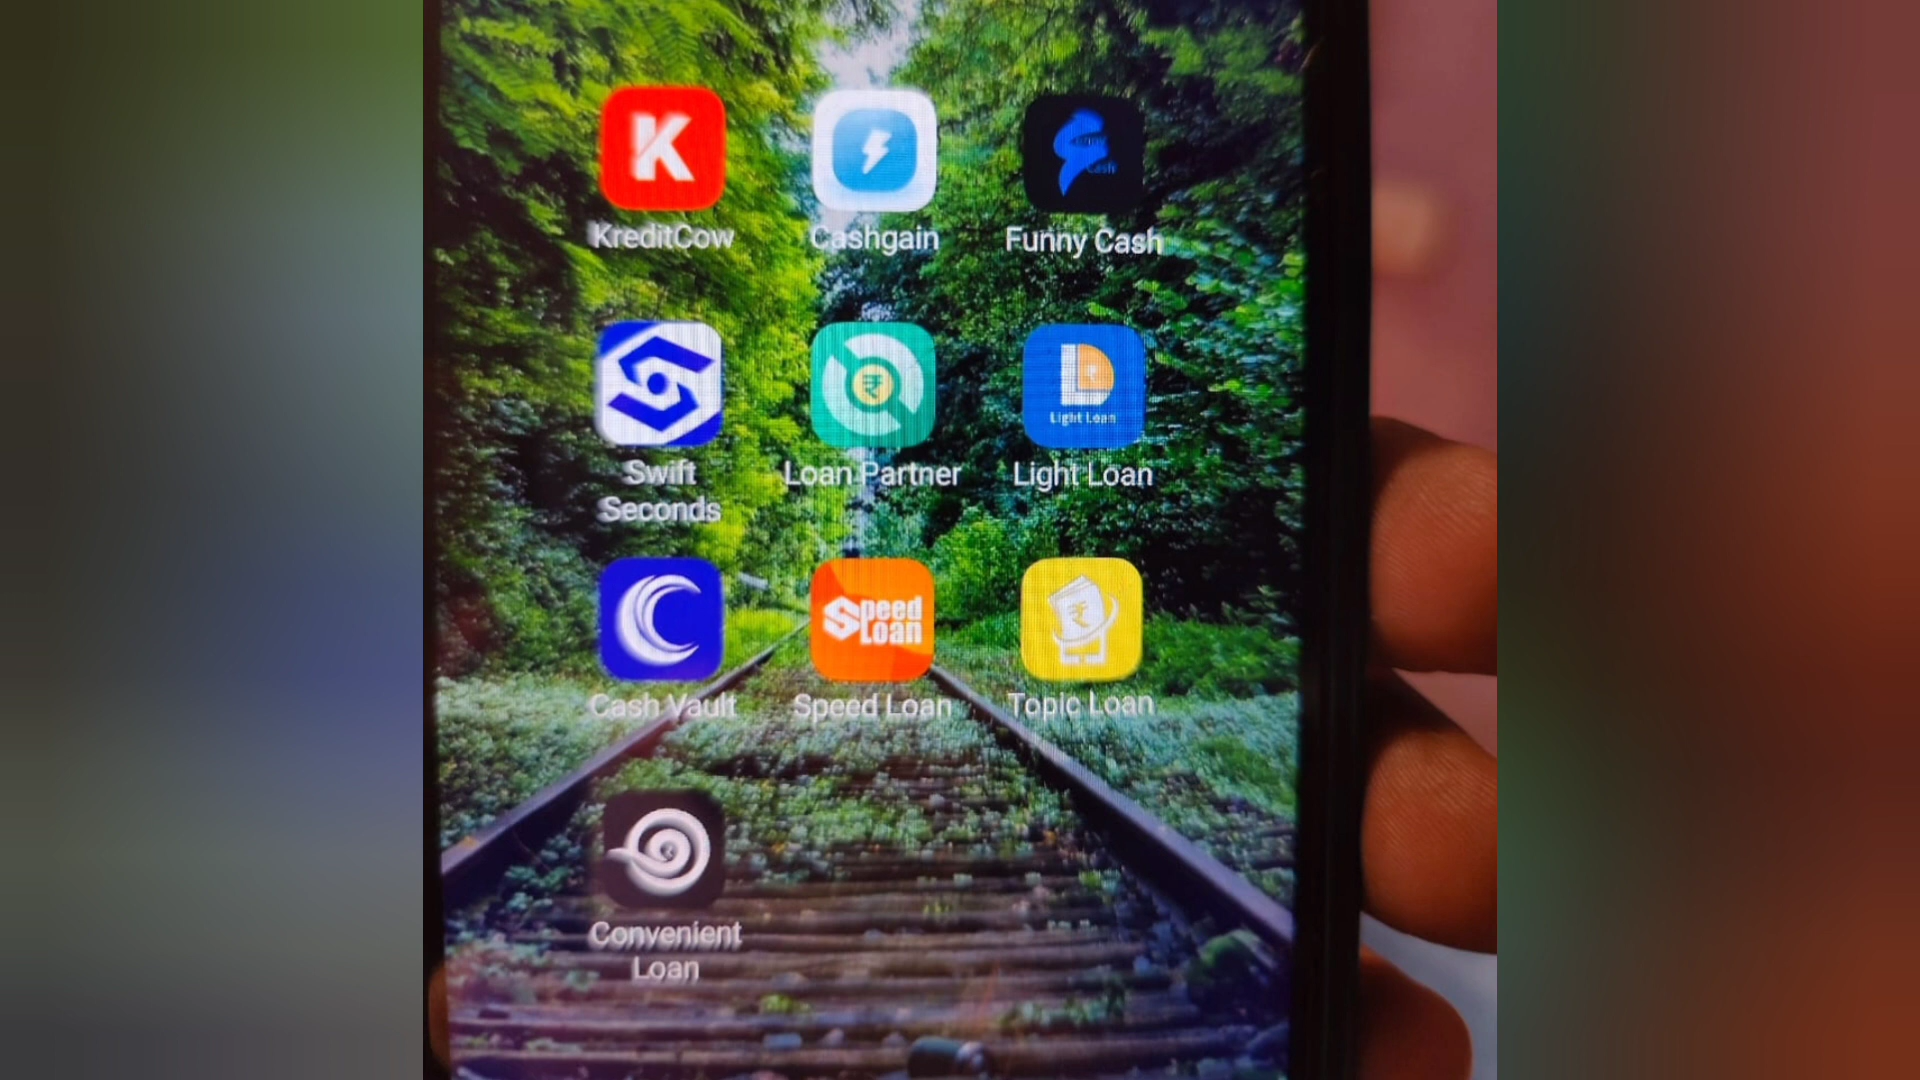 K
KreditCow
Cashgain
Funny Cash
Swift
Seconds
₹
Loan Partner
₹
Light Loan
Light Loan
Cash Vault
Speed
Loan
Speed Loan
₹
Topic Loan
Convenient
Loan